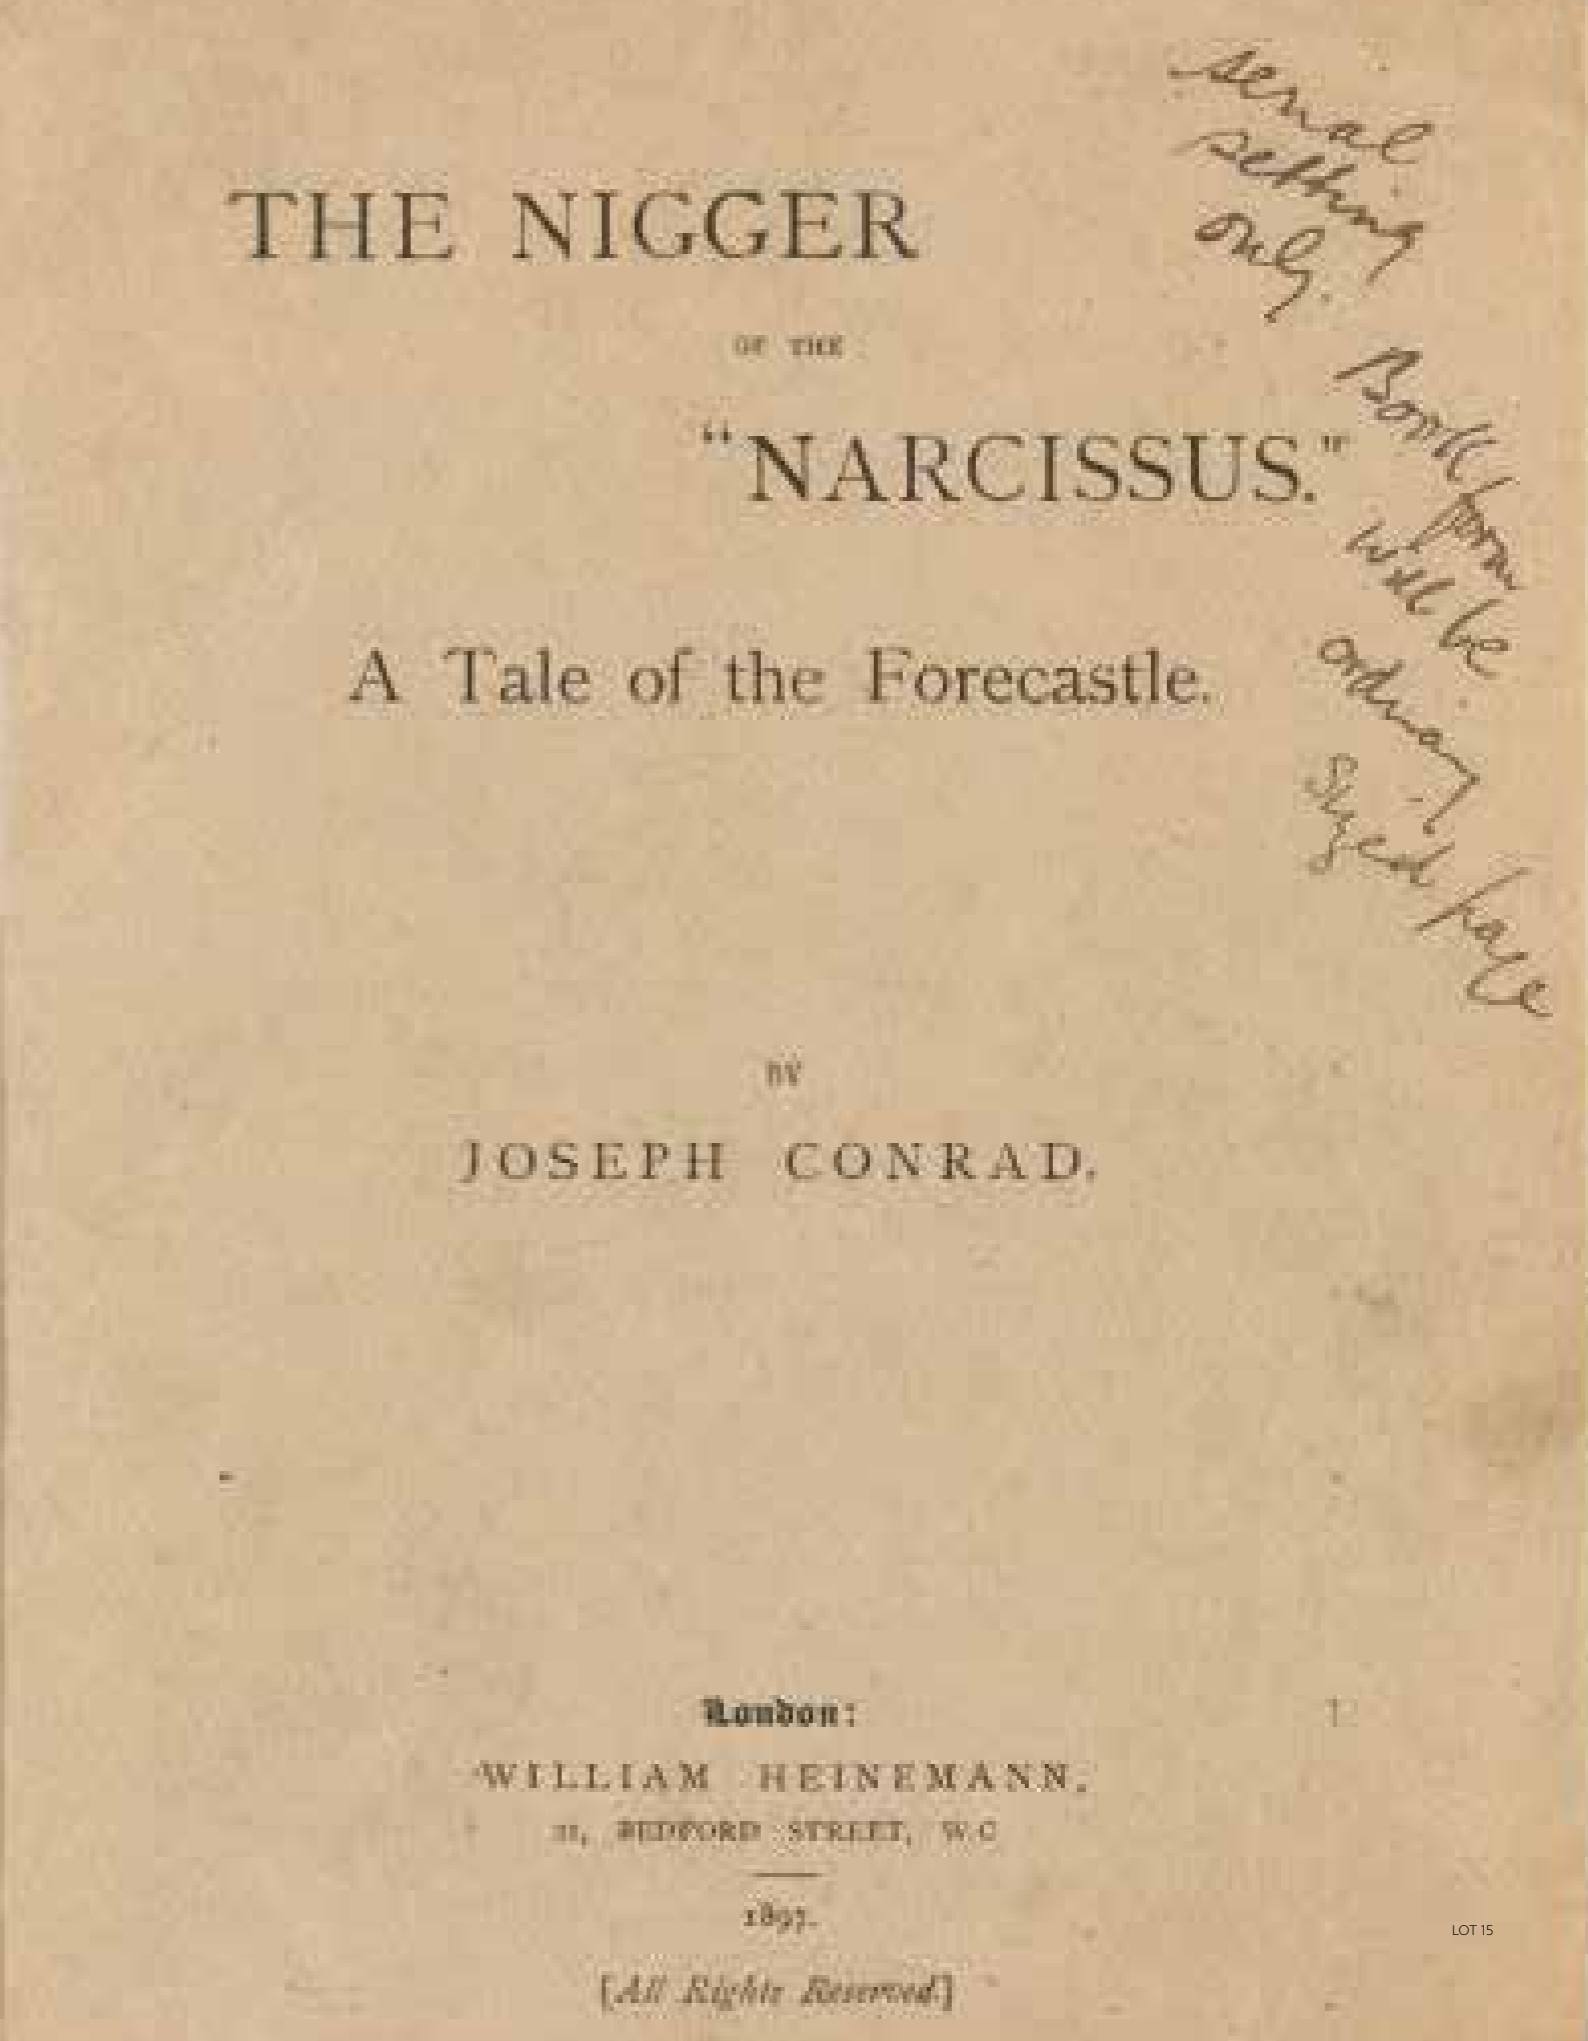 serial
setting
only.
THE NIGGER
OF THE
"NARCISSUS."
Book form
will be
ordinary
sized page
A Tale of the Forecastle.
BY
JOSEPH CONRAD.
London:
WILLIAM HEINEMANN,
21, BEDFORD STREET, W.C
1897.
[All Rights Reserved.]
LOT 15